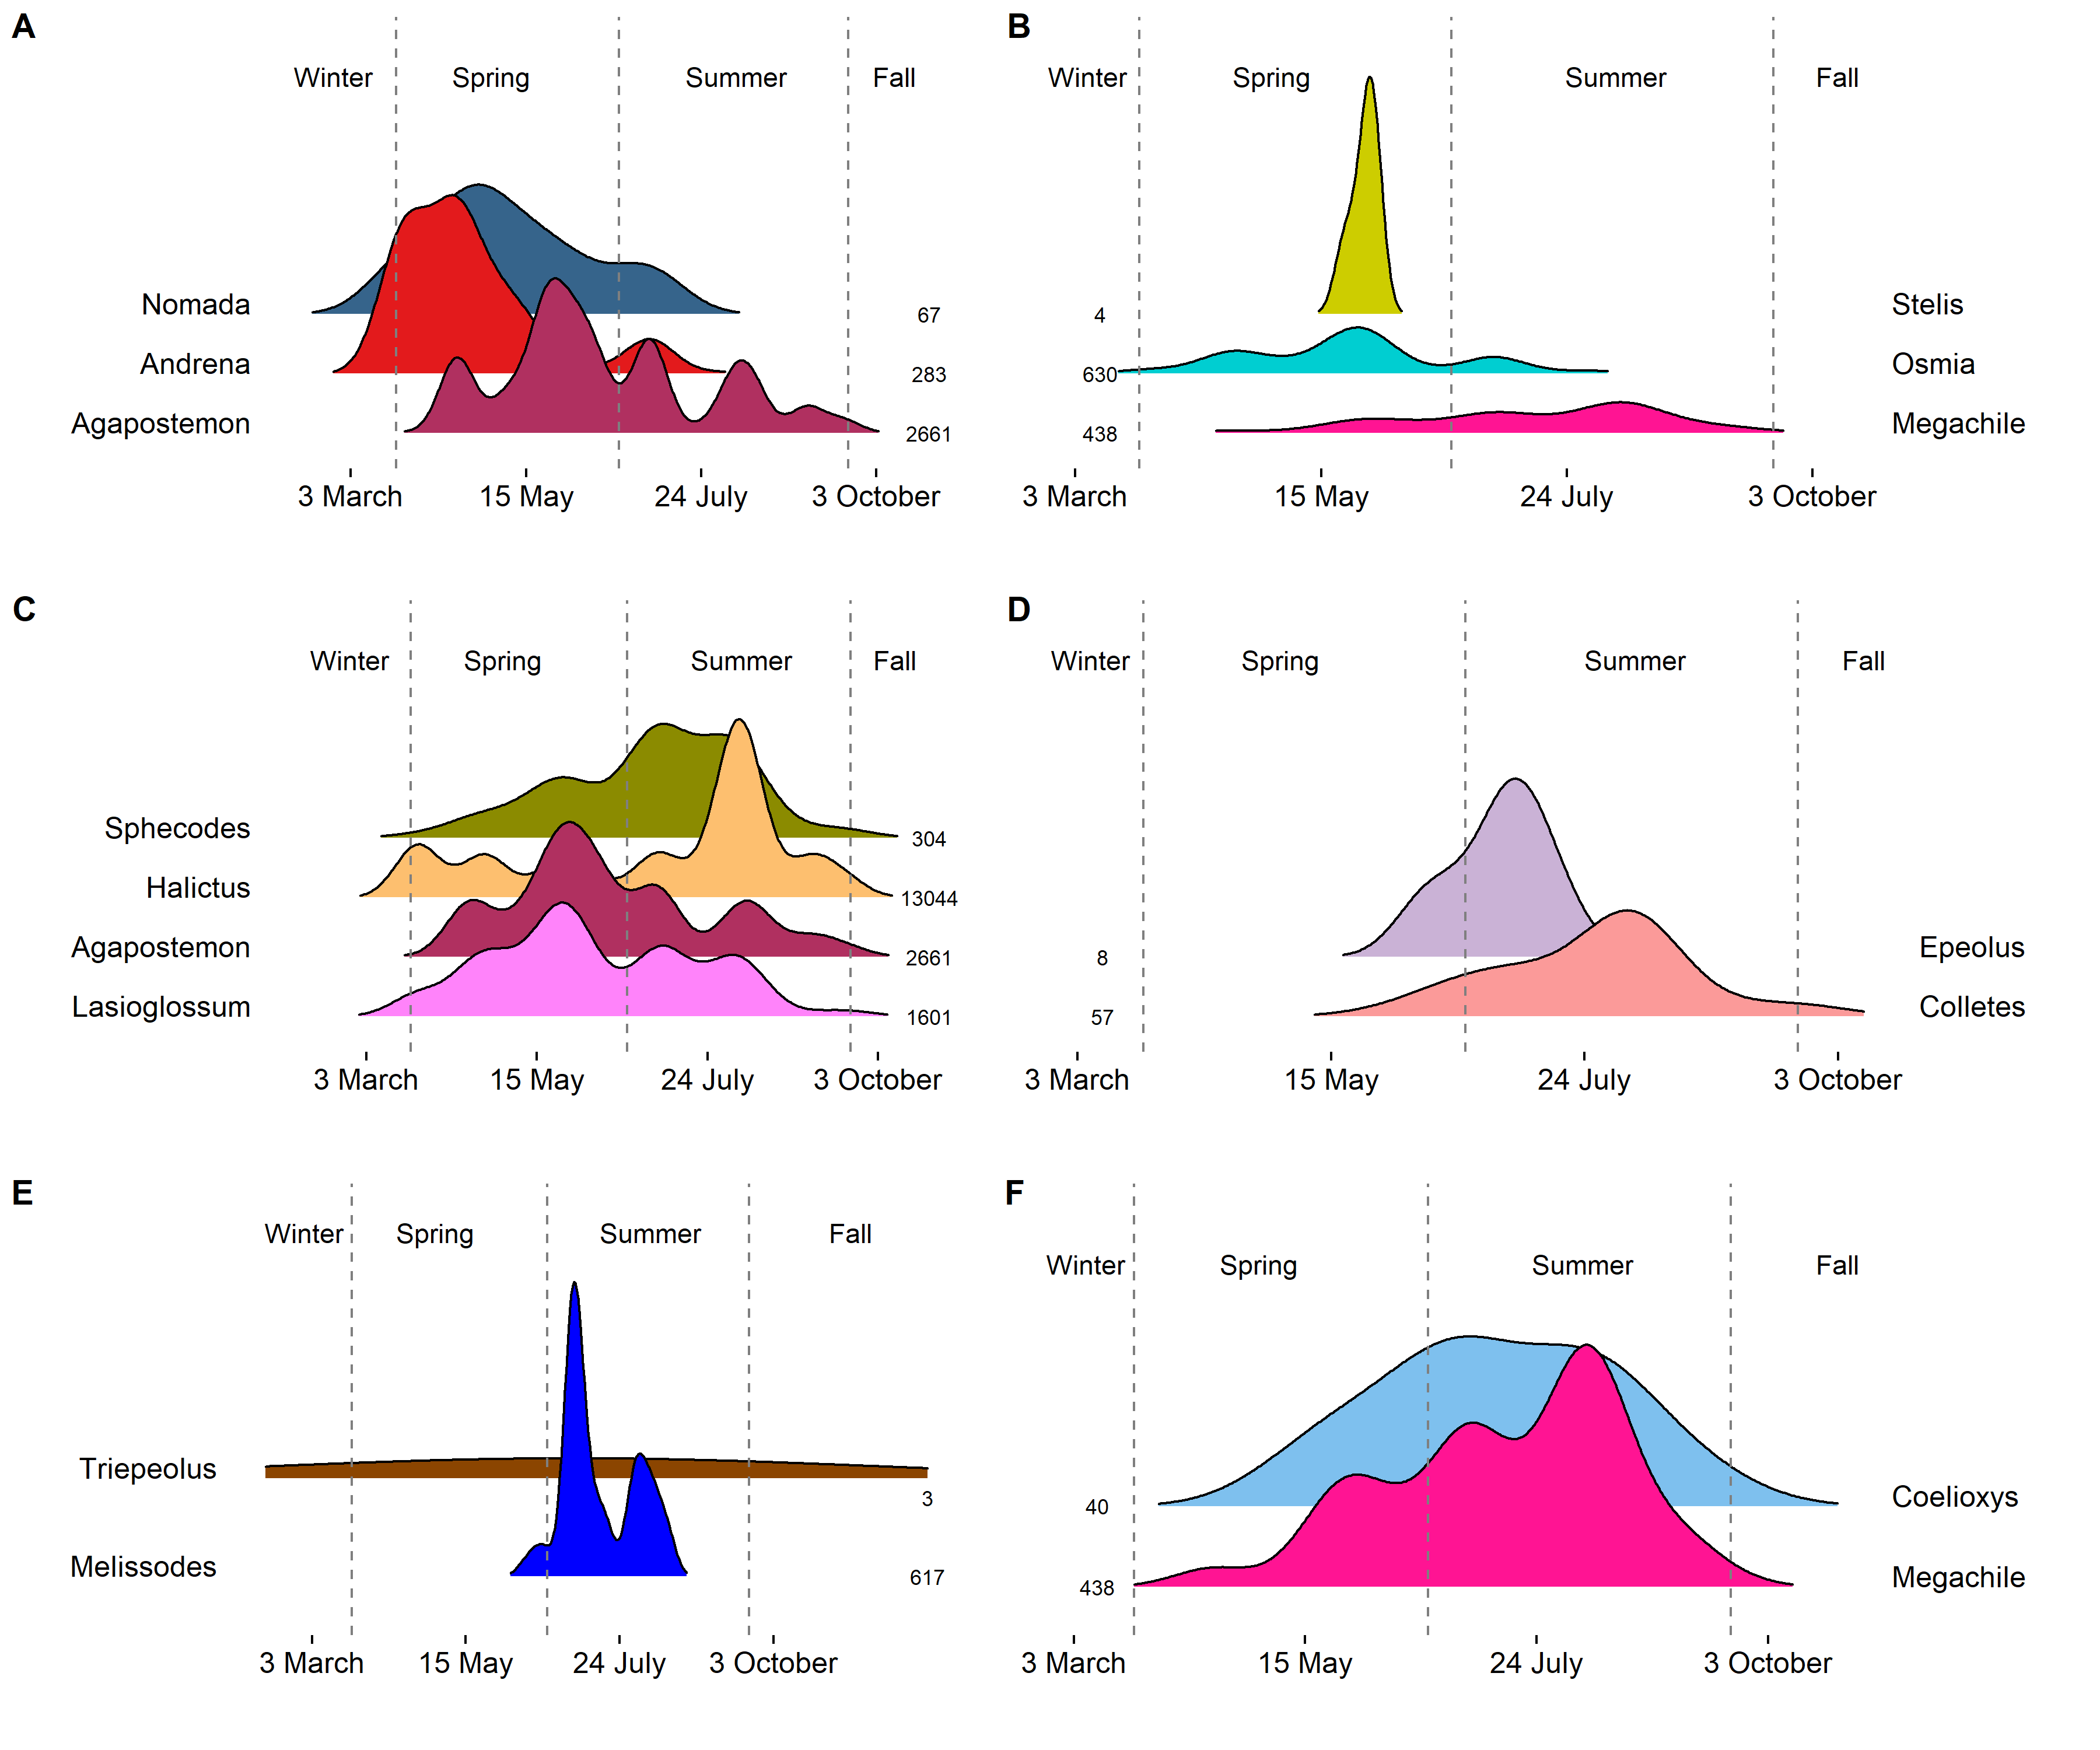 A
Winter Spring Summer Fall
Nomada 67
Andrena 283
Agapostemon 2661
3 March 15 May 24 July 3 October
B
Winter Spring Summer Fall
4 Stelis
630 Osmia
438 Megachile
3 March 15 May 24 July 3 October
C
Winter Spring Summer Fall
Sphecodes 304
Halictus 13044
Agapostemon 2661
Lasioglossum 1601
3 March 15 May 24 July 3 October
D
Winter Spring Summer Fall
8 Epeolus
57 Colletes
3 March 15 May 24 July 3 October
E
Winter Spring Summer Fall
Triepeolus 3
Melissodes 617
3 March 15 May 24 July 3 October
F
Winter Spring Summer Fall
40 Coelioxys
438 Megachile
3 March 15 May 24 July 3 October